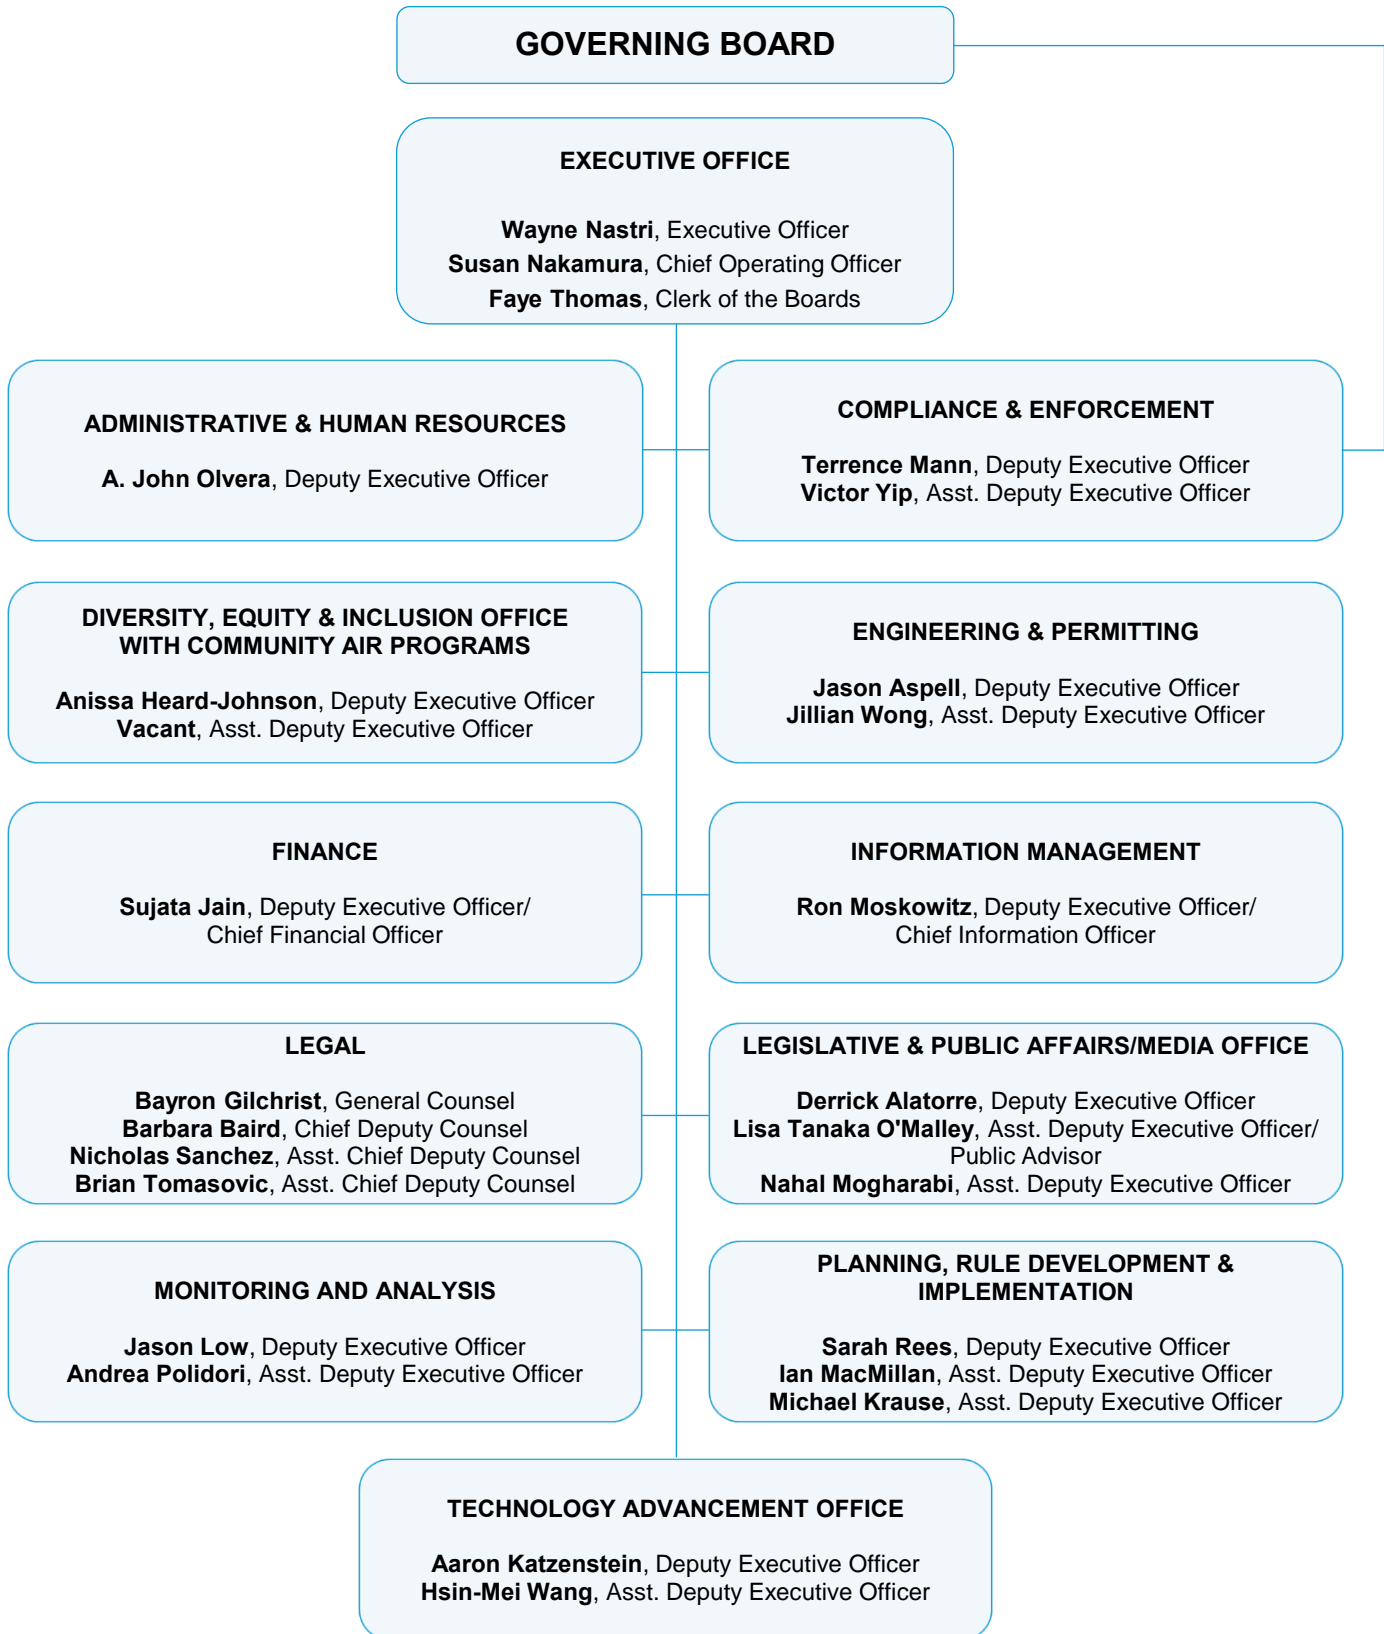 GOVERNING BOARD
EXECUTIVE OFFICE
Wayne Nastri, Executive Officer
Susan Nakamura, Chief Operating Officer
Faye Thomas, Clerk of the Boards
ADMINISTRATIVE & HUMAN RESOURCES
A. John Olvera, Deputy Executive Officer
COMPLIANCE & ENFORCEMENT
Terrence Mann, Deputy Executive Officer
Victor Yip, Asst. Deputy Executive Officer
DIVERSITY, EQUITY & INCLUSION OFFICE
WITH COMMUNITY AIR PROGRAMS
Anissa Heard-Johnson, Deputy Executive Officer
Vacant, Asst. Deputy Executive Officer
ENGINEERING & PERMITTING
Jason Aspell, Deputy Executive Officer
Jillian Wong, Asst. Deputy Executive Officer
FINANCE
Sujata Jain, Deputy Executive Officer/
Chief Financial Officer
INFORMATION MANAGEMENT
Ron Moskowitz, Deputy Executive Officer/
Chief Information Officer
LEGAL
Bayron Gilchrist, General Counsel
Barbara Baird, Chief Deputy Counsel
Nicholas Sanchez, Asst. Chief Deputy Counsel
Brian Tomasovic, Asst. Chief Deputy Counsel
LEGISLATIVE & PUBLIC AFFAIRS/MEDIA OFFICE
Derrick Alatorre, Deputy Executive Officer
Lisa Tanaka O'Malley, Asst. Deputy Executive Officer/
Public Advisor
Nahal Mogharabi, Asst. Deputy Executive Officer
MONITORING AND ANALYSIS
Jason Low, Deputy Executive Officer
Andrea Polidori, Asst. Deputy Executive Officer
PLANNING, RULE DEVELOPMENT &
IMPLEMENTATION
Sarah Rees, Deputy Executive Officer
Ian MacMillan, Asst. Deputy Executive Officer
Michael Krause, Asst. Deputy Executive Officer
TECHNOLOGY ADVANCEMENT OFFICE
Aaron Katzenstein, Deputy Executive Officer
Hsin-Mei Wang, Asst. Deputy Executive Officer